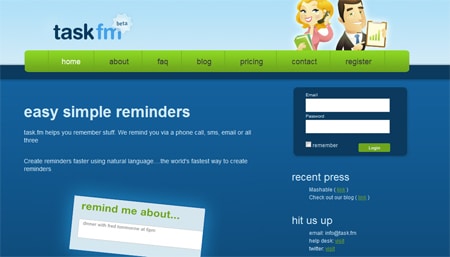 task fm
beta
home about faq blog pricing contact register
easy simple reminders
task.fm helps you remember stuff. We remind you via a phone call, sms, email or all
three
Create reminders faster using natural language...the world's fastest way to create
reminders
remind me about...
dinner with fred tommorrow at 6pm
Email
Password
remember
Login
recent press
Mashable ( link )
Check out our blog ( link )
hit us up
email: info@task.fm
help desk: visit
twitter: visit